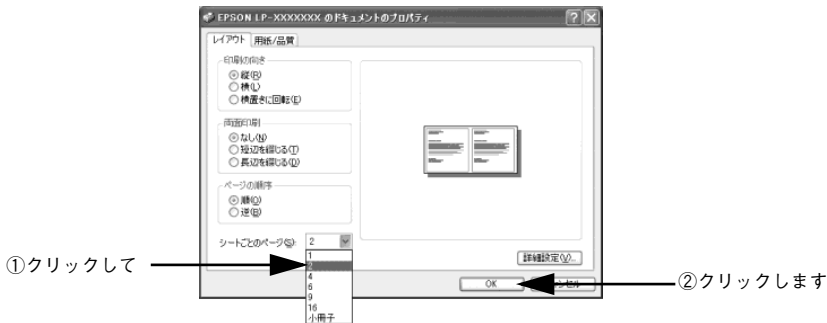 EPSON LP-XXXXXXX のドキュメントのプロパティ
レイアウト 用紙/品質
印刷の向き
縦(R)
横(L)
横置きに回転(E)
両面印刷
なし(N)
短辺を綴じる(T)
長辺を綴じる(O)
ページの順序
順(O)
逆(B)
シートごとのページ(S): 2
1
2
4
6
9
16
小冊子
詳細設定(V)...
OK
①クリックして
②クリックします